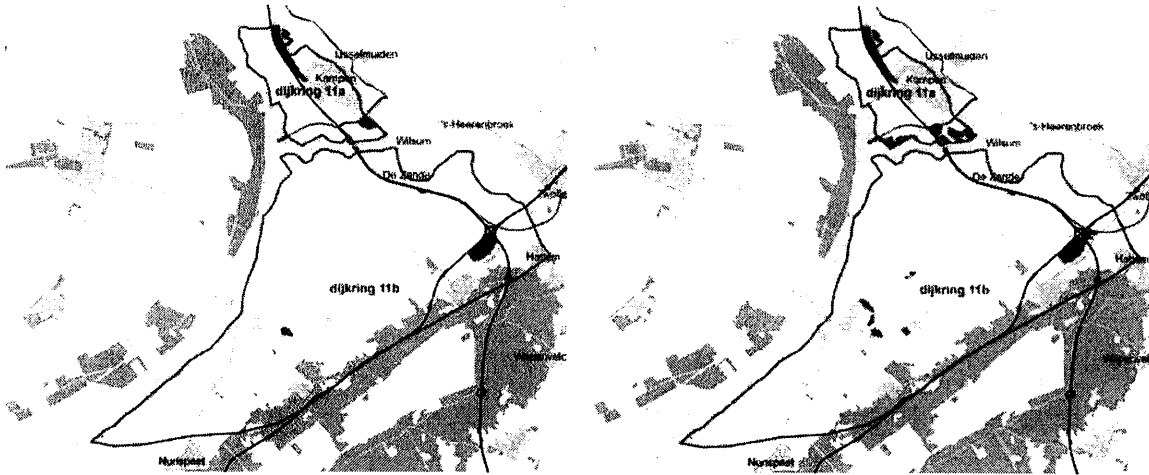 IJsselmuiden
Kampen
dijkring 11a
's-Heerenbroek
Wilsum
De Zande
Hattem
dijkring 11b
Nunspeet
IJsselmuiden
Kampen
dijkring 11a
's-Heerenbroek
Wilsum
De Zande
dijkring 11b
Nunspeet